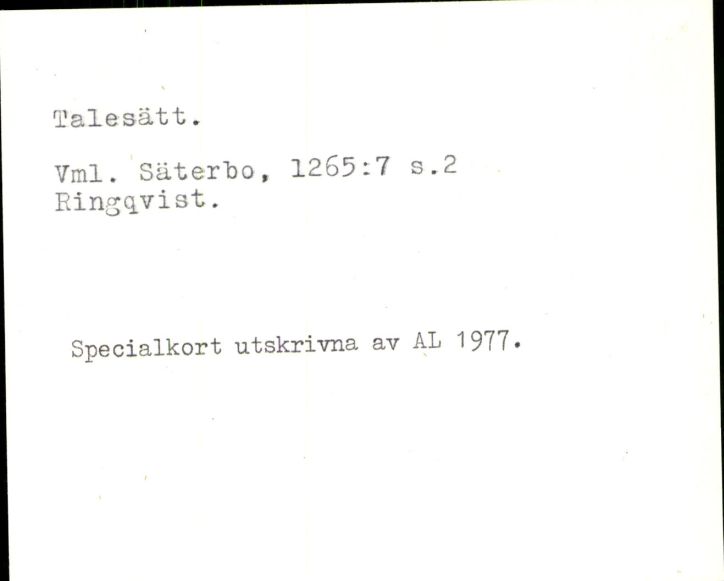 Talesätt.
Vml. Säterbo, 1265:7 s.2
Ringqvist.
Specialkort utskrivna av AL 1977.